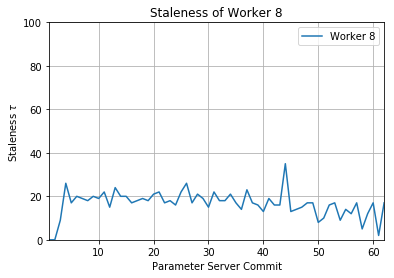 Staleness of Worker 8
Worker 8
Staleness τ
100
80
60
40
20
0
10 20 30 40 50 60
Parameter Server Commit